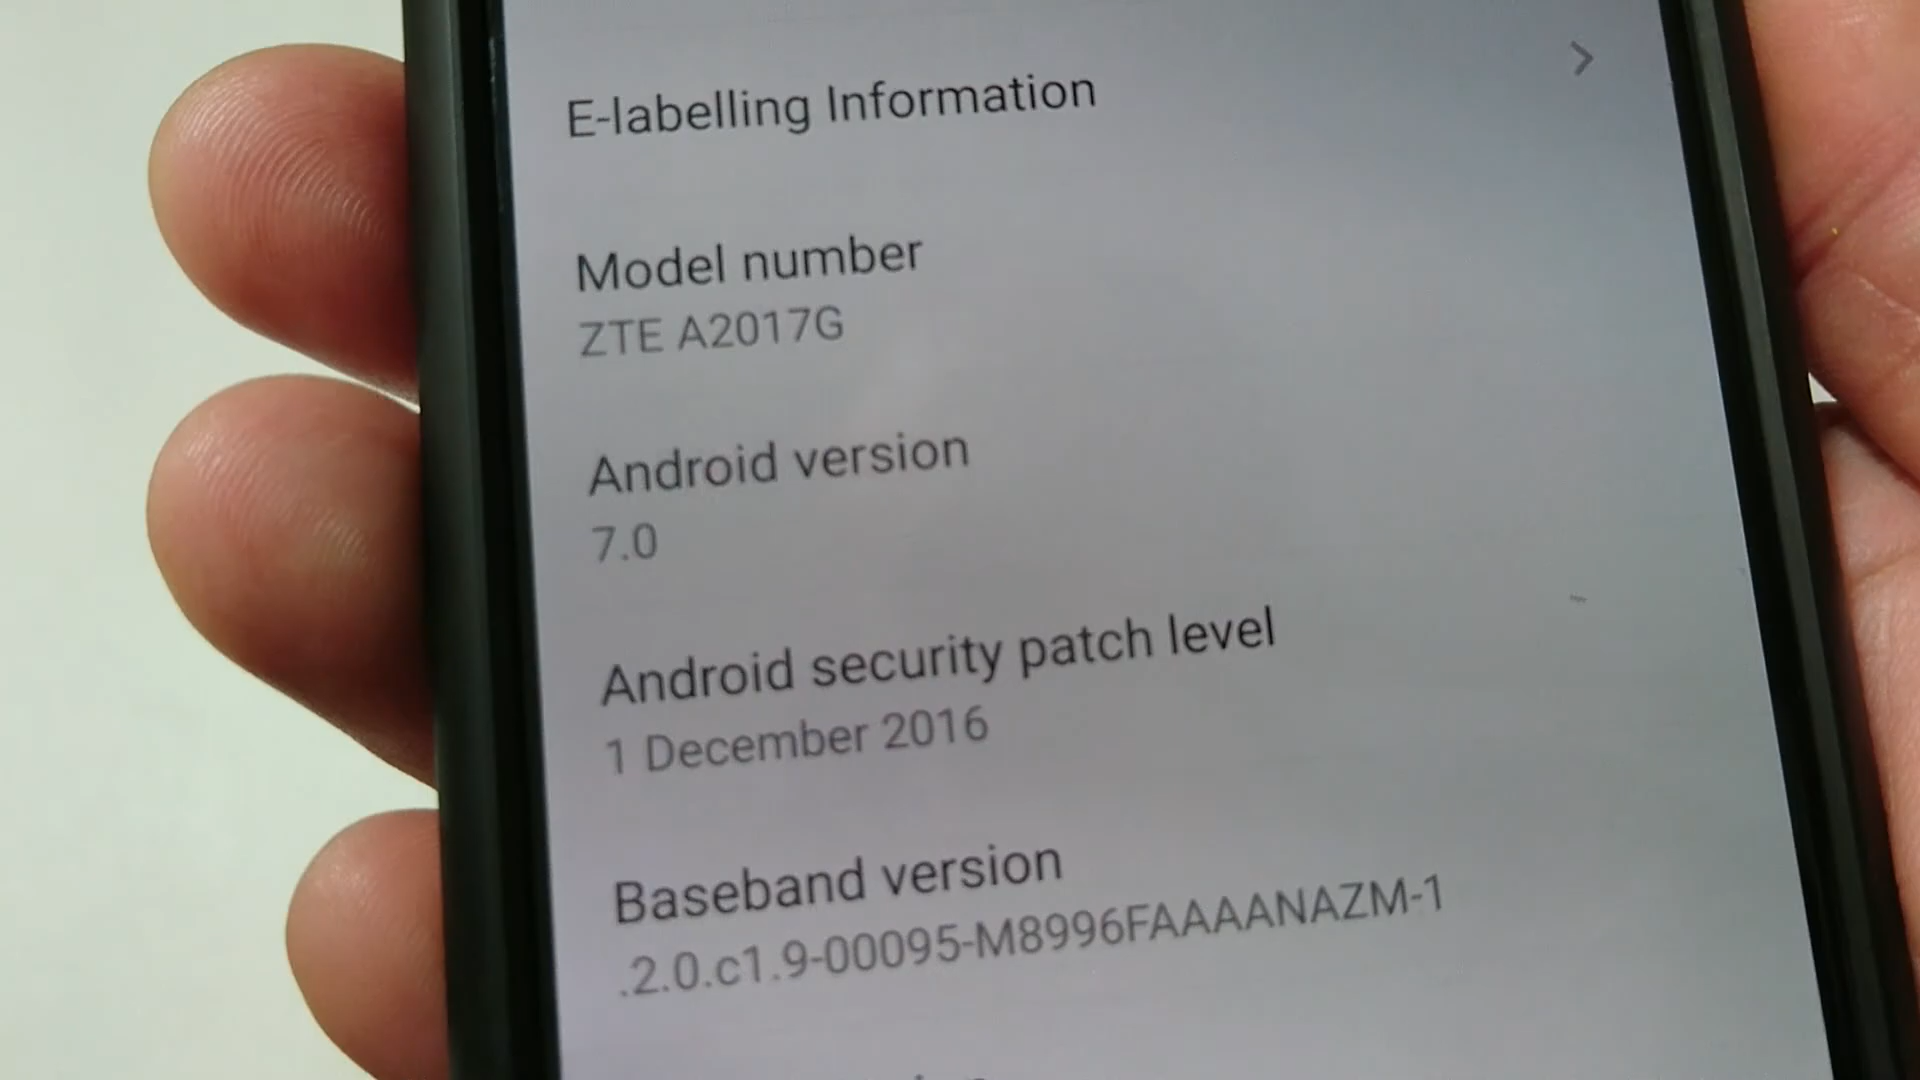 E-labelling Information
Model number
ZTE A2017G
Android version
7.0
Android security patch level
1 December 2016
Baseband version
.2.0.c1.9-00095-M8996FAAAANAZM-1